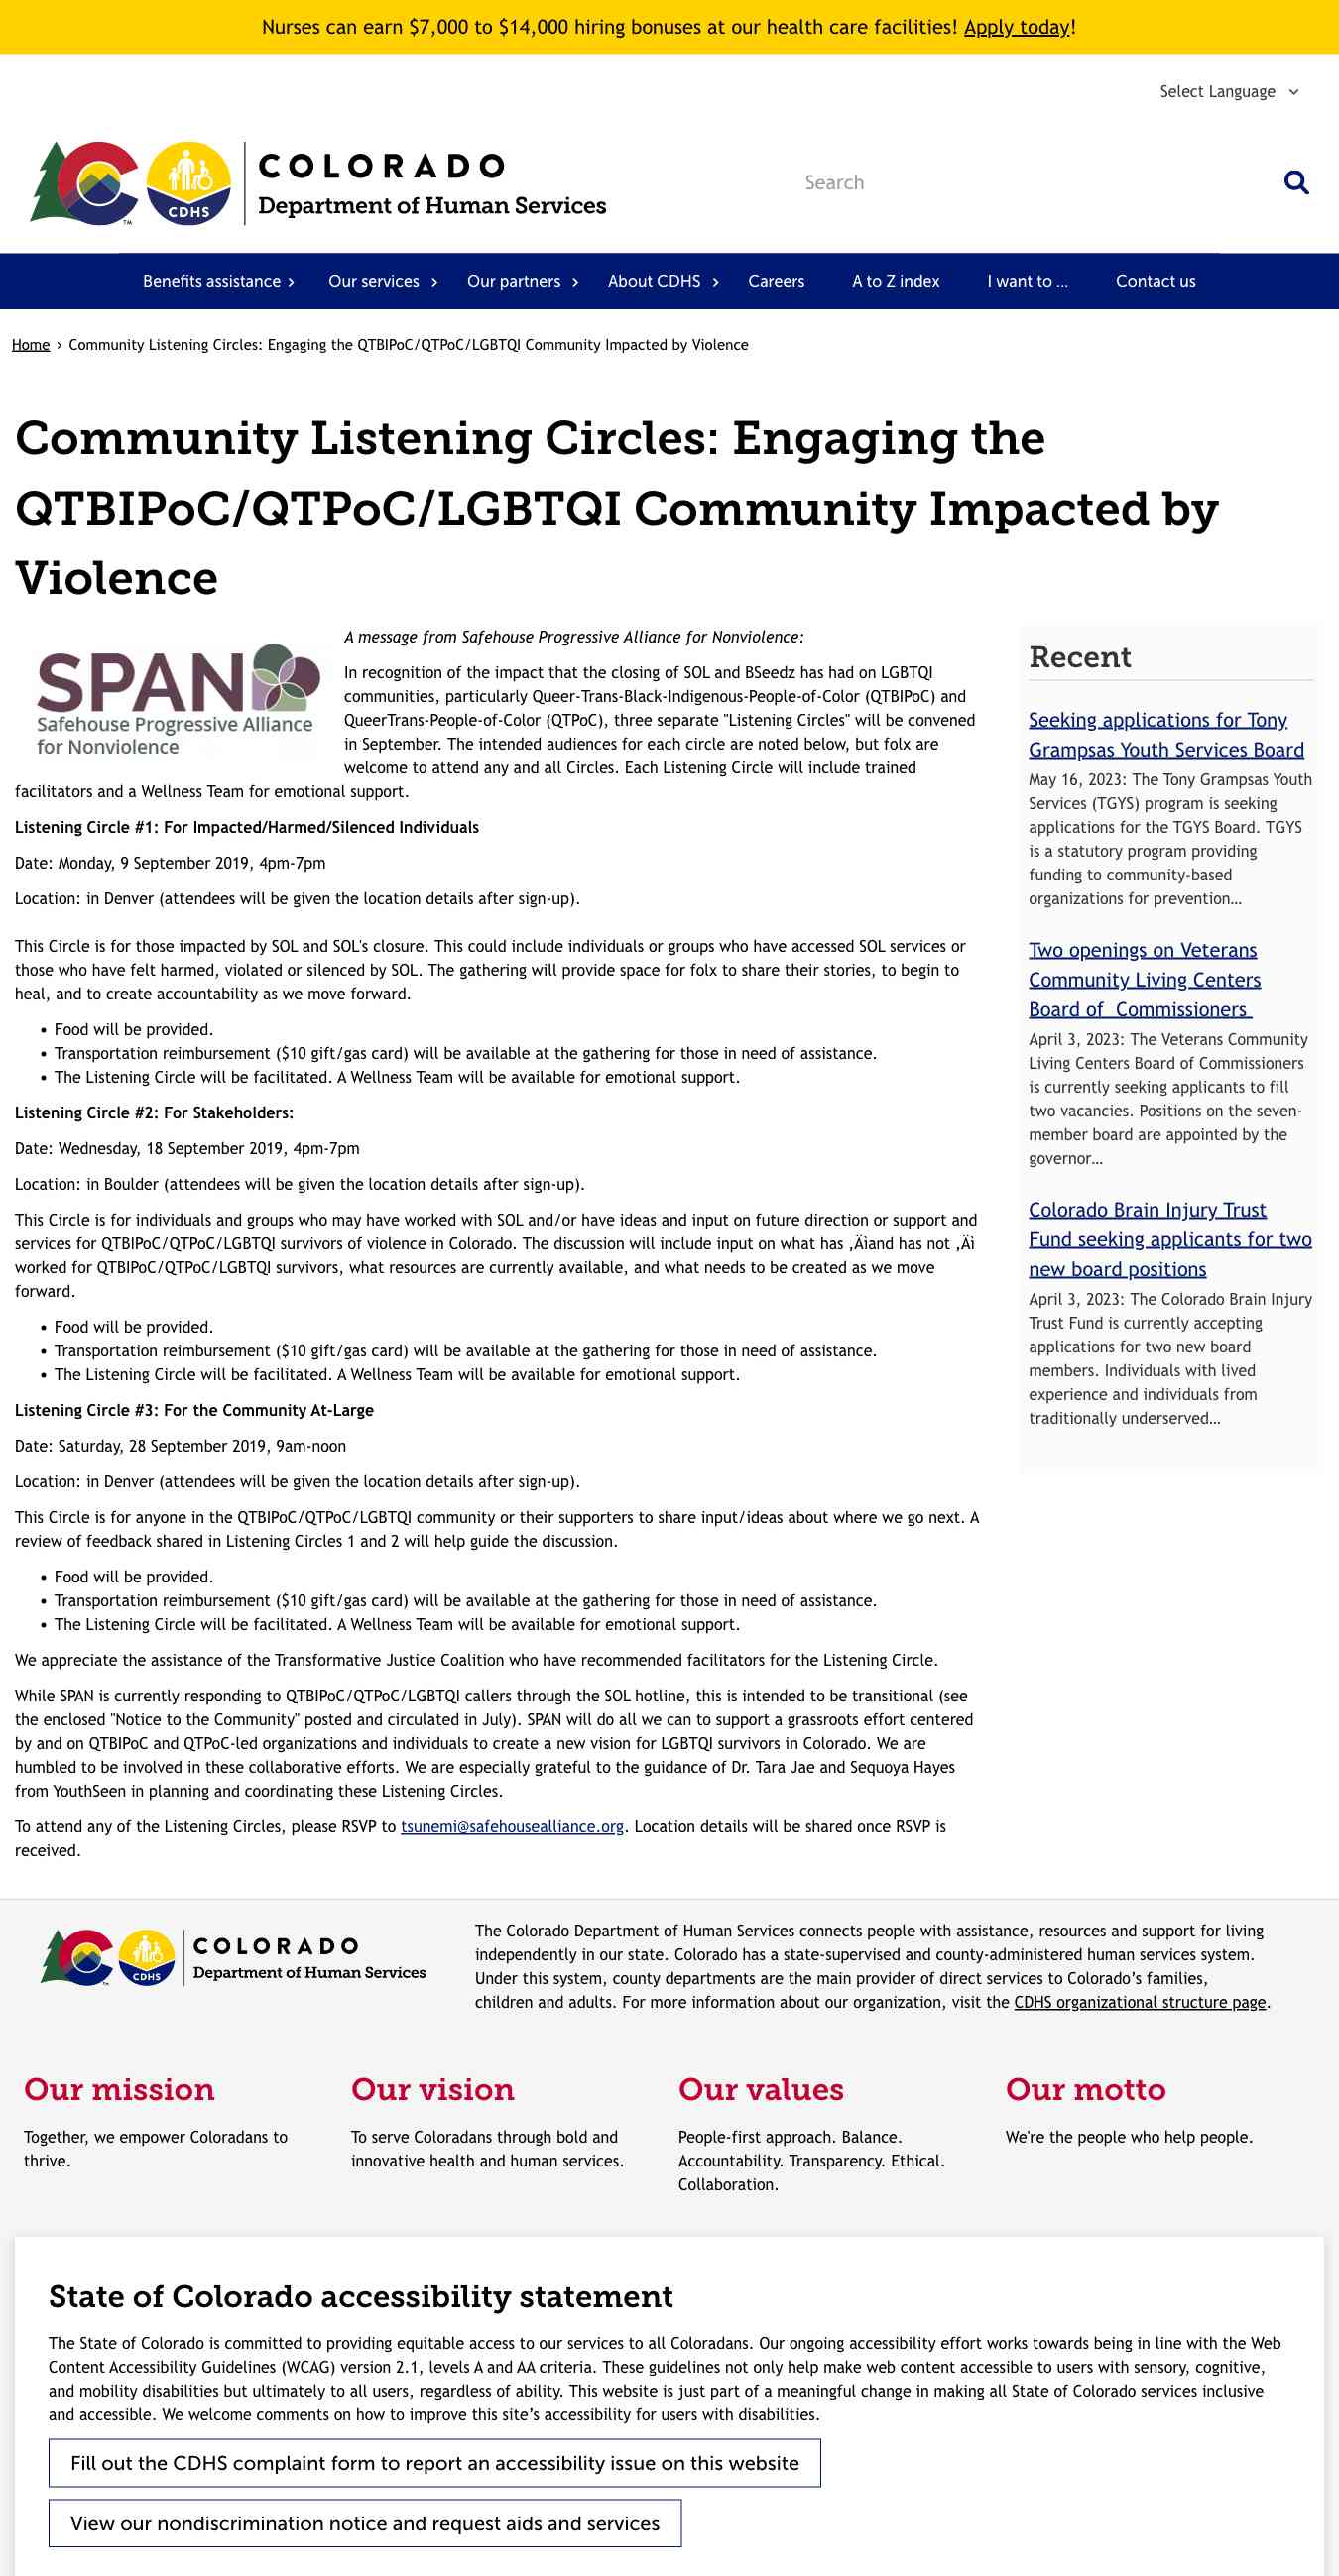 Nurses can earn $7,000 to $14,000 hiring bonuses at our health care facilities! Apply today!
Select Language
COLORADO
Department of Human Services
CDHS
TM
Search
Benefits assistance
Our services
Our partners
About CDHS
Careers
A to Z index
I want to ...
Contact us
Home › Community Listening Circles: Engaging the QTBIPoC/QTPoC/LGBTQI Community Impacted by Violence
Community Listening Circles: Engaging the
QTBIPoC/QTPoC/LGBTQI Community Impacted by
Violence
SPAN
Safehouse Progressive Alliance
for Nonviolence
A message from Safehouse Progressive Alliance for Nonviolence:
In recognition of the impact that the closing of SOL and BSeedz has had on LGBTQI
communities, particularly Queer-Trans-Black-Indigenous-People-of-Color (QTBIPoC) and
QueerTrans-People-of-Color (QTPoC), three separate "Listening Circles" will be convened
in September. The intended audiences for each circle are noted below, but folx are
welcome to attend any and all Circles. Each Listening Circle will include trained
facilitators and a Wellness Team for emotional support.
Listening Circle #1: For Impacted/Harmed/Silenced Individuals
Date: Monday, 9 September 2019, 4pm-7pm
Location: in Denver (attendees will be given the location details after sign-up).
This Circle is for those impacted by SOL and SOL's closure. This could include individuals or groups who have accessed SOL services or
those who have felt harmed, violated or silenced by SOL. The gathering will provide space for folx to share their stories, to begin to
heal, and to create accountability as we move forward.
• Food will be provided.
• Transportation reimbursement ($10 gift/gas card) will be available at the gathering for those in need of assistance.
• The Listening Circle will be facilitated. A Wellness Team will be available for emotional support.
Listening Circle #2: For Stakeholders:
Date: Wednesday, 18 September 2019, 4pm-7pm
Location: in Boulder (attendees will be given the location details after sign-up).
This Circle is for individuals and groups who may have worked with SOL and/or have ideas and input on future direction or support and
services for QTBIPoC/QTPoC/LGBTQI survivors of violence in Colorado. The discussion will include input on what has ‚Äìand has not ‚Äì
worked for QTBIPoC/QTPoC/LGBTQI survivors, what resources are currently available, and what needs to be created as we move
forward.
• Food will be provided.
• Transportation reimbursement ($10 gift/gas card) will be available at the gathering for those in need of assistance.
• The Listening Circle will be facilitated. A Wellness Team will be available for emotional support.
Listening Circle #3: For the Community At-Large
Date: Saturday, 28 September 2019, 9am-noon
Location: in Denver (attendees will be given the location details after sign-up).
This Circle is for anyone in the QTBIPoC/QTPoC/LGBTQI community or their supporters to share input/ideas about where we go next. A
review of feedback shared in Listening Circles 1 and 2 will help guide the discussion.
• Food will be provided.
• Transportation reimbursement ($10 gift/gas card) will be available at the gathering for those in need of assistance.
• The Listening Circle will be facilitated. A Wellness Team will be available for emotional support.
We appreciate the assistance of the Transformative Justice Coalition who have recommended facilitators for the Listening Circle.
While SPAN is currently responding to QTBIPoC/QTPoC/LGBTQI callers through the SOL hotline, this is intended to be transitional (see
the enclosed "Notice to the Community" posted and circulated in July). SPAN will do all we can to support a grassroots effort centered
by and on QTBIPoC and QTPoC-led organizations and individuals to create a new vision for LGBTQI survivors in Colorado. We are
humbled to be involved in these collaborative efforts. We are especially grateful to the guidance of Dr. Tara Jae and Sequoya Hayes
from YouthSeen in planning and coordinating these Listening Circles.
To attend any of the Listening Circles, please RSVP to tsunemi@safehousealliance.org. Location details will be shared once RSVP is
received.
Recent
Seeking applications for Tony
Grampsas Youth Services Board
May 16, 2023: The Tony Grampsas Youth
Services (TGYS) program is seeking
applications for the TGYS Board. TGYS
is a statutory program providing
funding to community-based
organizations for prevention…
Two openings on Veterans
Community Living Centers
Board of  Commissioners
April 3, 2023: The Veterans Community
Living Centers Board of Commissioners
is currently seeking applicants to fill
two vacancies. Positions on the seven-
member board are appointed by the
governor…
Colorado Brain Injury Trust
Fund seeking applicants for two
new board positions
April 3, 2023: The Colorado Brain Injury
Trust Fund is currently accepting
applications for two new board
members. Individuals with lived
experience and individuals from
traditionally underserved…
COLORADO
Department of Human Services
CDHS
The Colorado Department of Human Services connects people with assistance, resources and support for living
independently in our state. Colorado has a state-supervised and county-administered human services system.
Under this system, county departments are the main provider of direct services to Colorado’s families,
children and adults. For more information about our organization, visit the CDHS organizational structure page.
Our mission
Together, we empower Coloradans to
thrive.
Our vision
To serve Coloradans through bold and
innovative health and human services.
Our values
People-first approach. Balance.
Accountability. Transparency. Ethical.
Collaboration.
Our motto
We're the people who help people.
State of Colorado accessibility statement
The State of Colorado is committed to providing equitable access to our services to all Coloradans. Our ongoing accessibility effort works towards being in line with the Web
Content Accessibility Guidelines (WCAG) version 2.1, levels A and AA criteria. These guidelines not only help make web content accessible to users with sensory, cognitive,
and mobility disabilities but ultimately to all users, regardless of ability. This website is just part of a meaningful change in making all State of Colorado services inclusive
and accessible. We welcome comments on how to improve this site’s accessibility for users with disabilities.
Fill out the CDHS complaint form to report an accessibility issue on this website
View our nondiscrimination notice and request aids and services